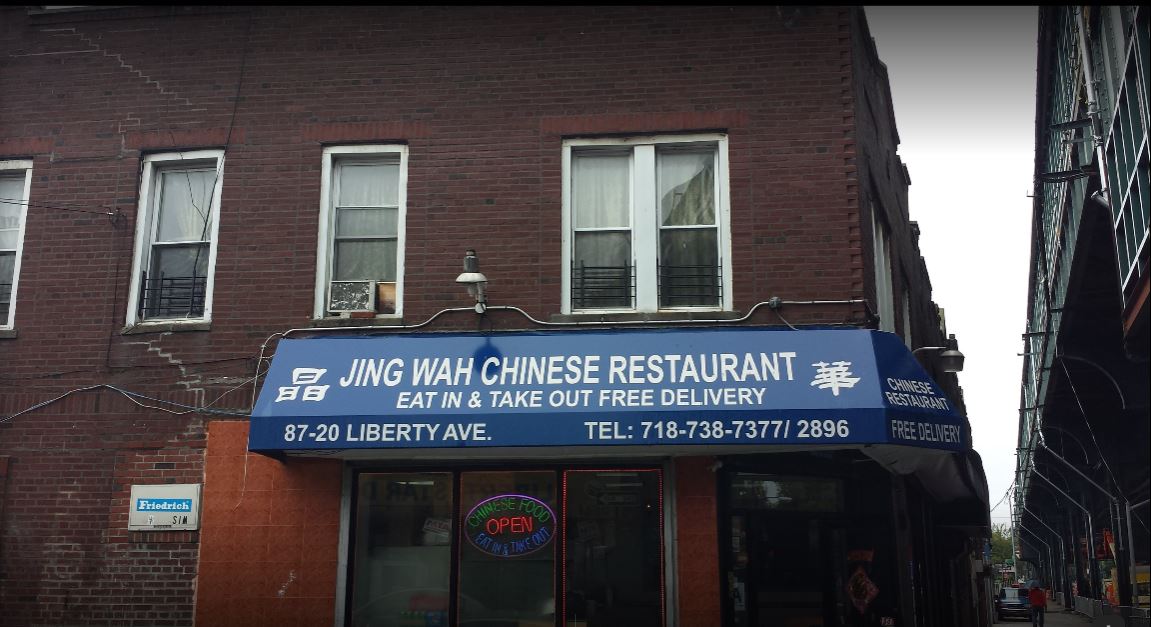 晶 JING WAH CHINESE RESTAURANT 華
EAT IN & TAKE OUT FREE DELIVERY
87-20 LIBERTY AVE. TEL: 718-738-7377/ 2896
CHINESE
RESTAURANT
FREE DELIVERY
Friedrich
CHINESE FOOD
OPEN
EAT IN & TAKE OUT